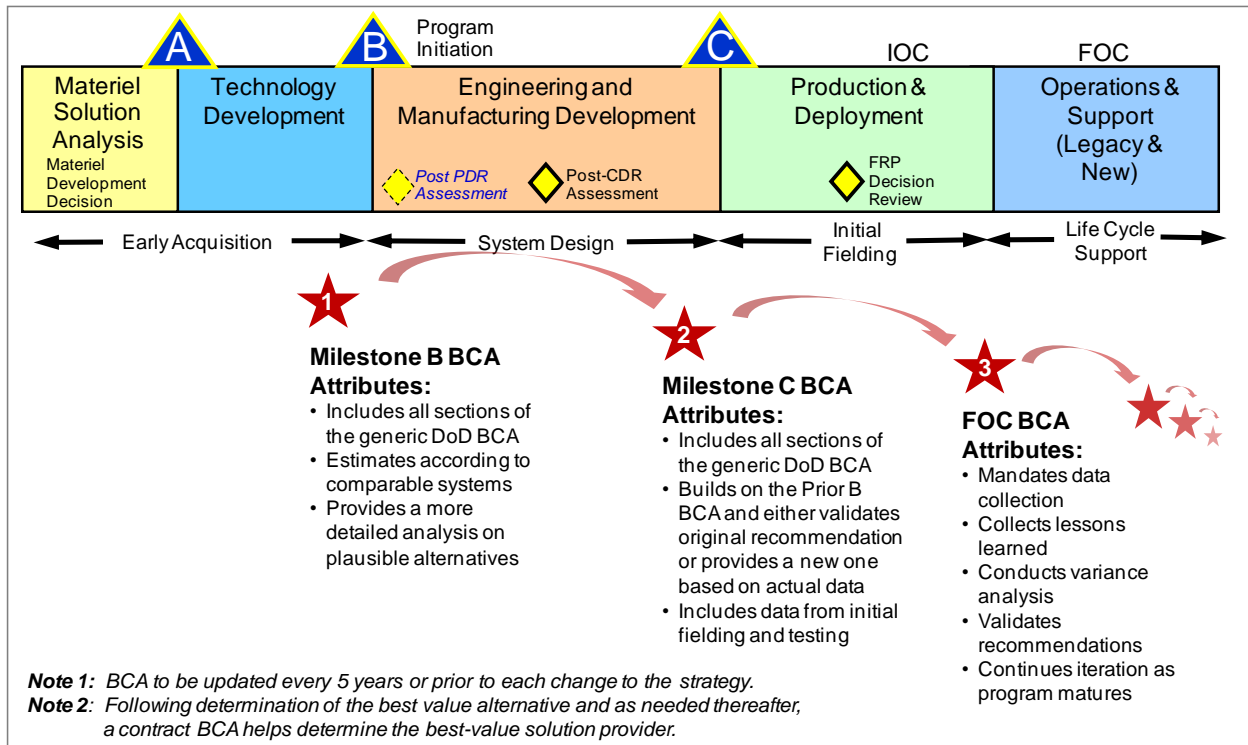 A
B
Program
Initiation
C
IOC
FOC
Materiel
Solution
Analysis
Materiel
Development
Decision
Technology
Development
Engineering and
Manufacturing Development
Post PDR
Assessment
Post-CDR
Assessment
Production &
Deployment
FRP
Decision
Review
Operations &
Support
(Legacy &
New)
Early Acquisition
System Design
Initial
Fielding
Life Cycle
Support
1
Milestone B BCA
Attributes:
• Includes all sections of
the generic DoD BCA
• Estimates according to
comparable systems
• Provides a more
detailed analysis on
plausible alternatives
2
Milestone C BCA
Attributes:
• Includes all sections of
the generic DoD BCA
• Builds on the Prior B
BCA and either validates
original recommendation
or provides a new one
based on actual data
• Includes data from initial
fielding and testing
3
FOC BCA
Attributes:
• Mandates data
collection
• Collects lessons
learned
• Conducts variance
analysis
• Validates
recommendations
• Continues iteration as
program matures
Note 1: BCA to be updated every 5 years or prior to each change to the strategy.
Note 2: Following determination of the best value alternative and as needed thereafter,
a contract BCA helps determine the best-value solution provider.